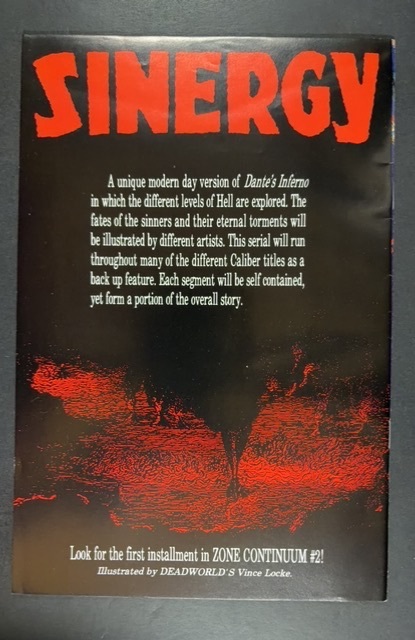 SINERGY
A unique modern day version of Dante's Inferno
in which the different levels of Hell are explored. The
fates of the sinners and their eternal torments will
be illustrated by different artists. This serial will run
throughout many of the different Caliber titles as a
back up feature. Each segment will be self contained,
yet form a portion of the overall story.
Look for the first installment in ZONE CONTINUUM #2!
Illustrated by DEADWORLD'S Vince Locke.